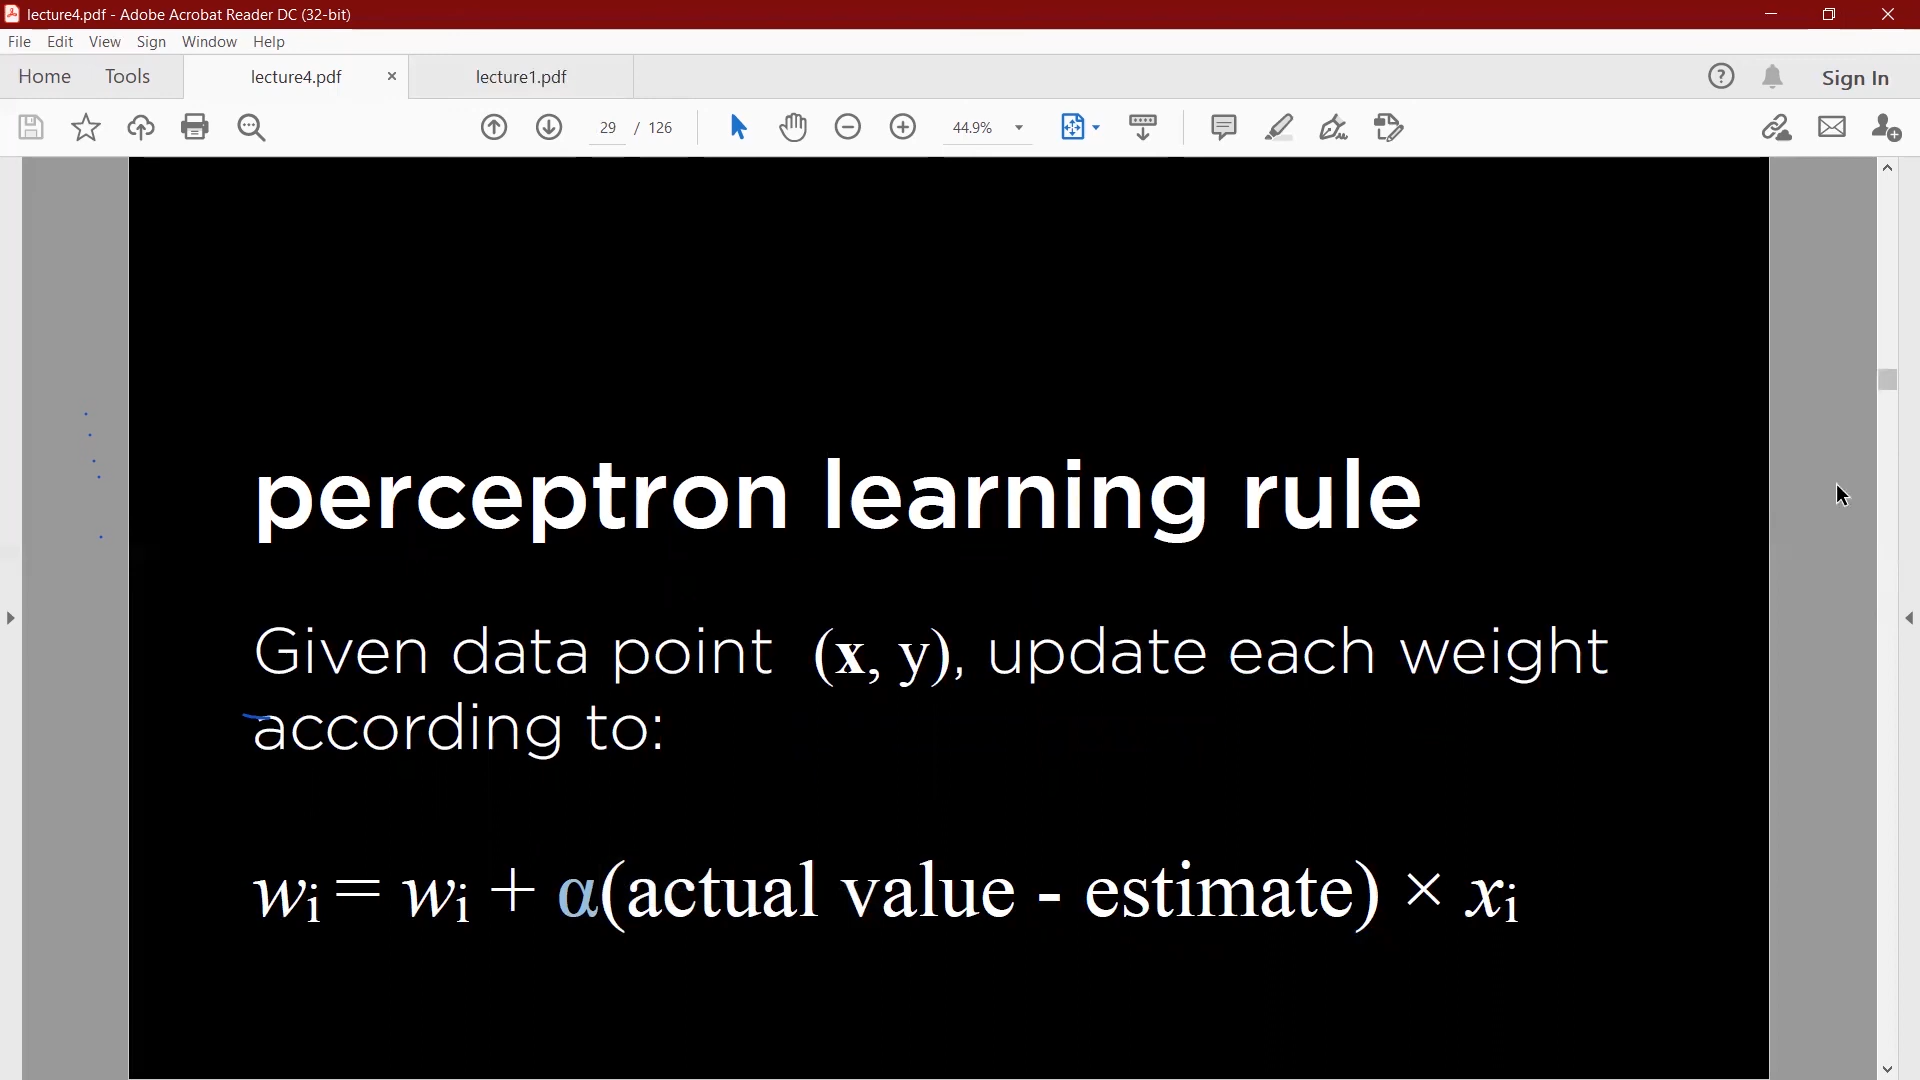 lecture4.pdf - Adobe Acrobat Reader DC (32-bit)
File Edit View Sign Window Help
Home Tools lecture4.pdf × lecture1.pdf Sign In
29 / 126 44.9%
perceptron learning rule
Given data point (x, y), update each weight
according to:
wᵢ = wᵢ + α(actual value - estimate) × xᵢ